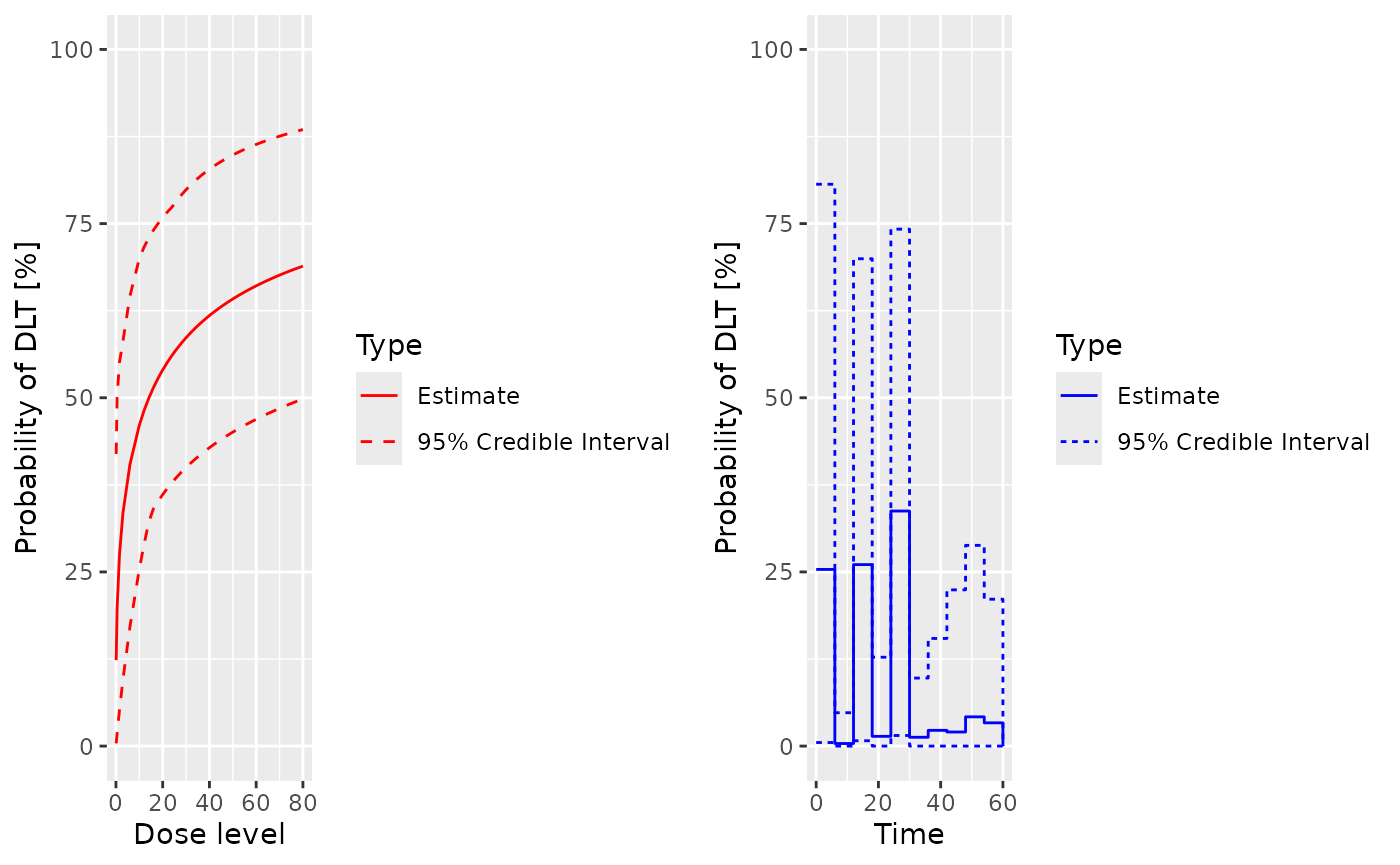 Probability of DLT [%]
100
75
50
25
0
0 20 40 60 80
Dose level
Type
Estimate
95% Credible Interval
Probability of DLT [%]
100
75
50
25
0
0 20 40 60
Time
Type
Estimate
95% Credible Interval